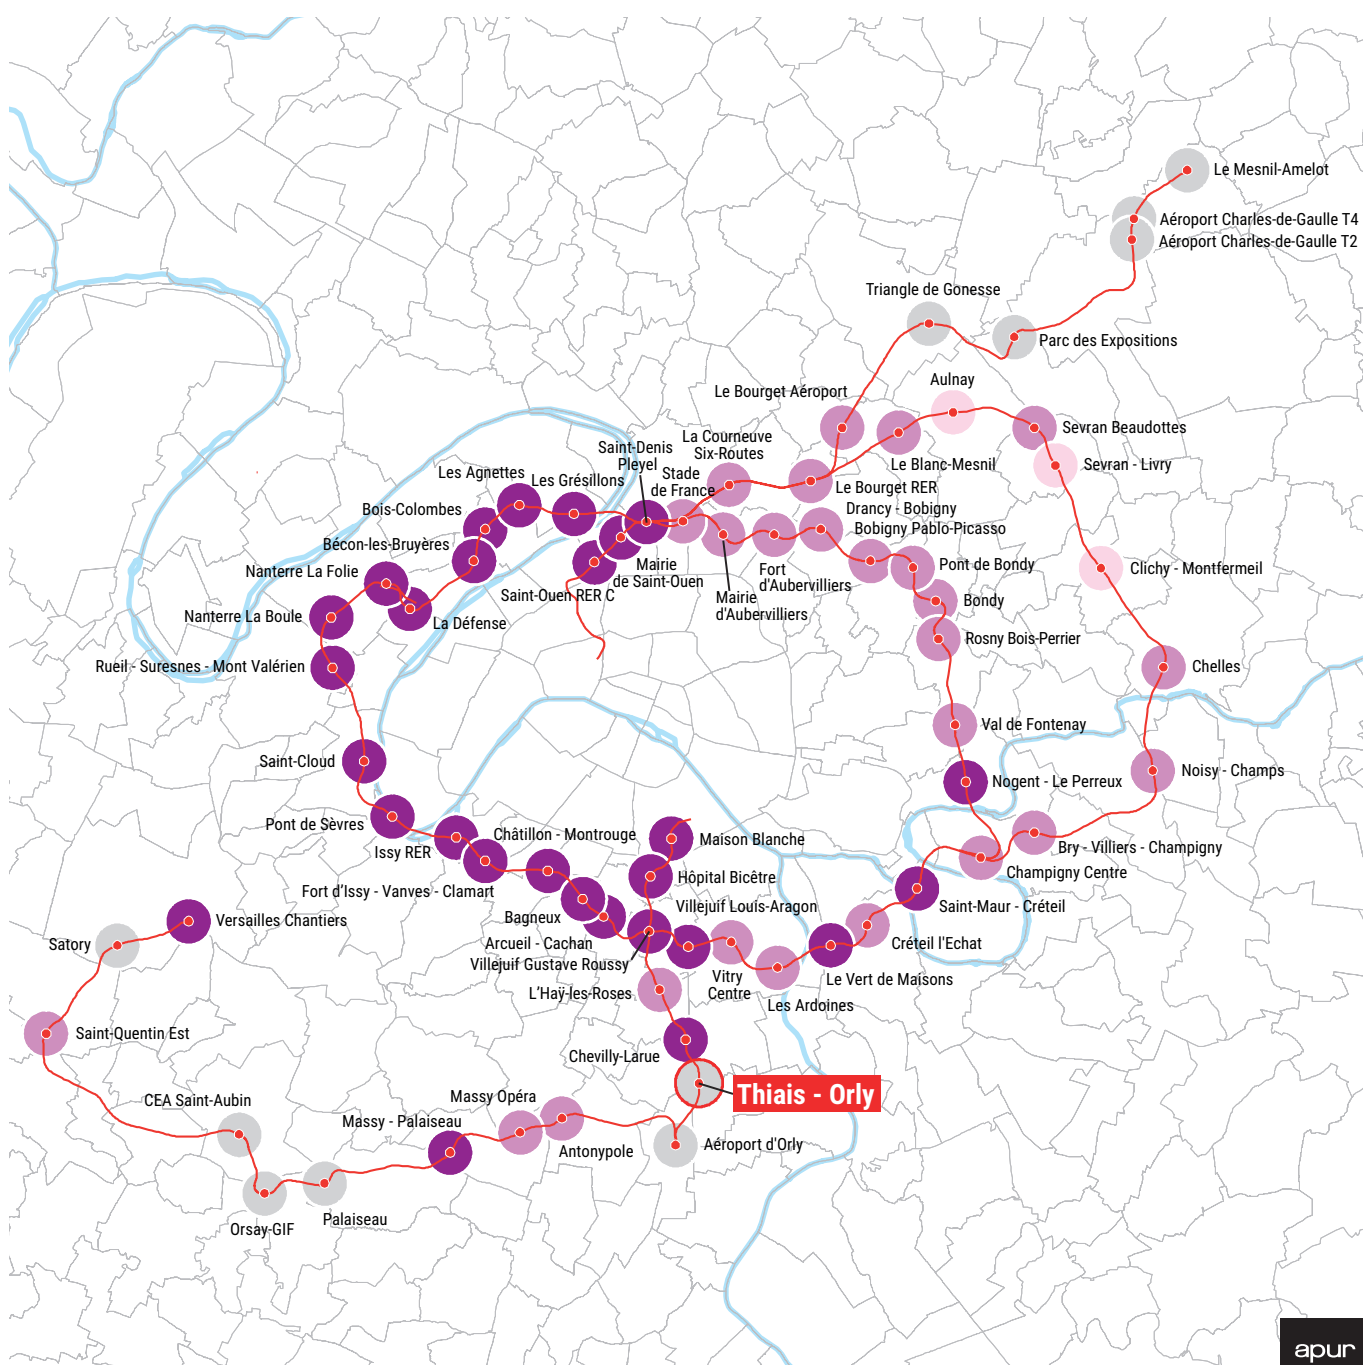 Le Mesnil-Amelot
Aéroport Charles-de-Gaulle T4
Aéroport Charles-de-Gaulle T2
Triangle de Gonesse
Parc des Expositions
Aulnay
Le Bourget Aéroport
Sevran Beaudottes
La Courneuve
Six-Routes
Saint-Denis
Pleyel
Le Blanc-Mesnil
Sevran - Livry
Les Agnettes
Les Grésillons
Stade
de France
Le Bourget RER
Bois-Colombes
Drancy - Bobigny
Bobigny Pablo-Picasso
Bécon-les-Bruyères
Mairie
de Saint-Ouen
Fort
d'Aubervilliers
Pont de Bondy
Clichy - Montfermeil
Nanterre La Folie
Saint-Ouen RER C
Mairie
d'Aubervilliers
Bondy
Nanterre La Boule
La Défense
Rosny Bois-Perrier
Rueil - Suresnes - Mont Valérien
Chelles
Val de Fontenay
Saint-Cloud
Noisy - Champs
Nogent - Le Perreux
Pont de Sèvres
Châtillon - Montrouge
Maison Blanche
Issy RER
Bry - Villiers - Champigny
Champigny Centre
Hôpital Bicêtre
Fort d'Issy - Vanves - Clamart
Villejuif Louis-Aragon
Saint-Maur - Créteil
Bagneux
Versailles Chantiers
Satory
Arcueil - Cachan
Créteil l'Echat
Villejuif Gustave Roussy
Vitry
Centre
Le Vert de Maisons
L'Haÿ-les-Roses
Les Ardoines
Saint-Quentin Est
Chevilly-Larue
Thiais - Orly
CEA Saint-Aubin
Massy Opéra
Massy - Palaiseau
Antonypole
Aéroport d'Orly
Palaiseau
Orsay-GIF
apur